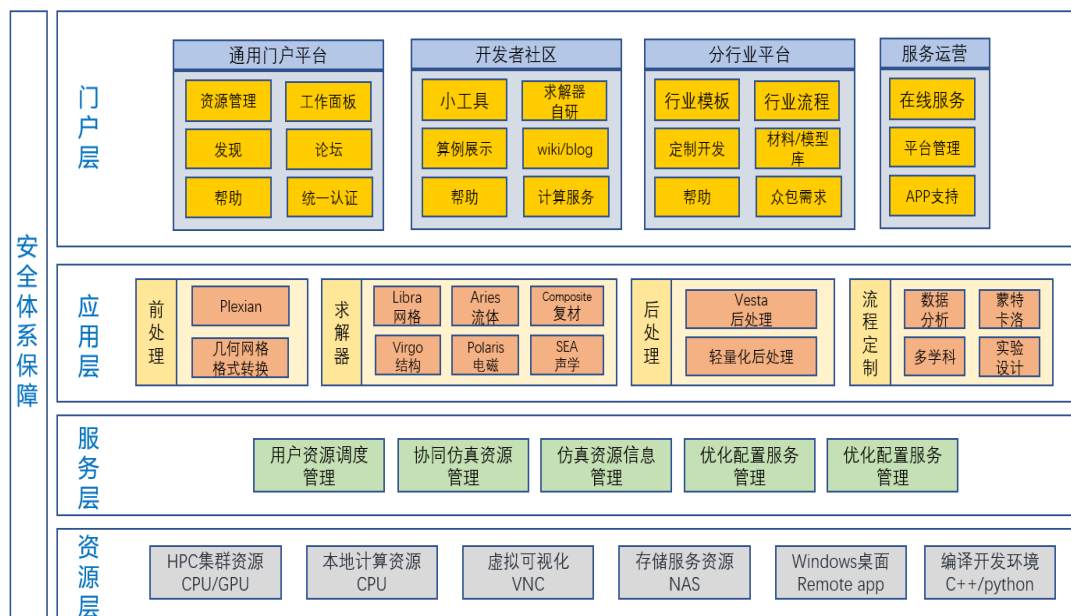 安全体系保障
门户层
通用门户平台
资源管理
工作面板
发现
论坛
帮助
统一认证
开发者社区
小工具
求解器
自研
算例展示
wiki/blog
帮助
计算服务
分行业平台
行业模板
行业流程
定制开发
材料/模型
库
帮助
众包需求
服务运营
在线服务
平台管理
APP支持
应用层
前处理
Plexian
几何网格
格式转换
求解器
Libra
网格
Aries
流体
Composite
复材
Virgo
结构
Polaris
电磁
SEA
声学
后处理
Vesta
后处理
轻量化后处理
流程定制
数据
分析
蒙特
卡洛
多学科
实验
设计
服务层
用户资源调度
管理
协同仿真资源
管理
仿真资源信息
管理
优化配置服务
管理
优化配置服务
管理
资源层
HPC集群资源
CPU/GPU
本地计算资源
CPU
虚拟可视化
VNC
存储服务资源
NAS
Windows桌面
Remote app
编译开发环境
C++/python